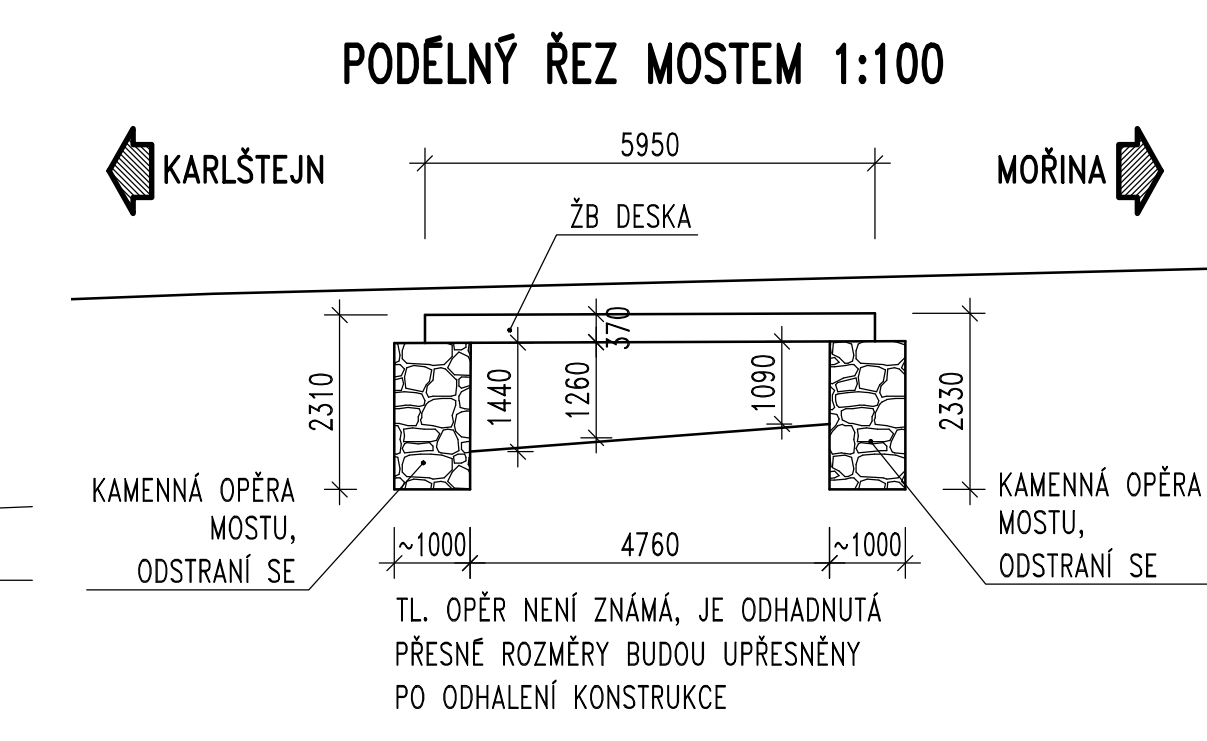 PODÉLNÝ ŘEZ MOSTEM 1:100
KARLŠTEJN
5950
MOŘINA
ŽB DESKA
370
2310
1440
1260
1090
2330
KAMENNÁ OPĚRA
MOSTU,
ODSTRANÍ SE
KAMENNÁ OPĚRA
MOSTU,
ODSTRANÍ SE
~1000
4760
~1000
TL. OPĚR NENÍ ZNÁMÁ, JE ODHADNUTÁ
PŘESNÉ ROZMĚRY BUDOU UPŘESNĚNY
PO ODHALENÍ KONSTRUKCE